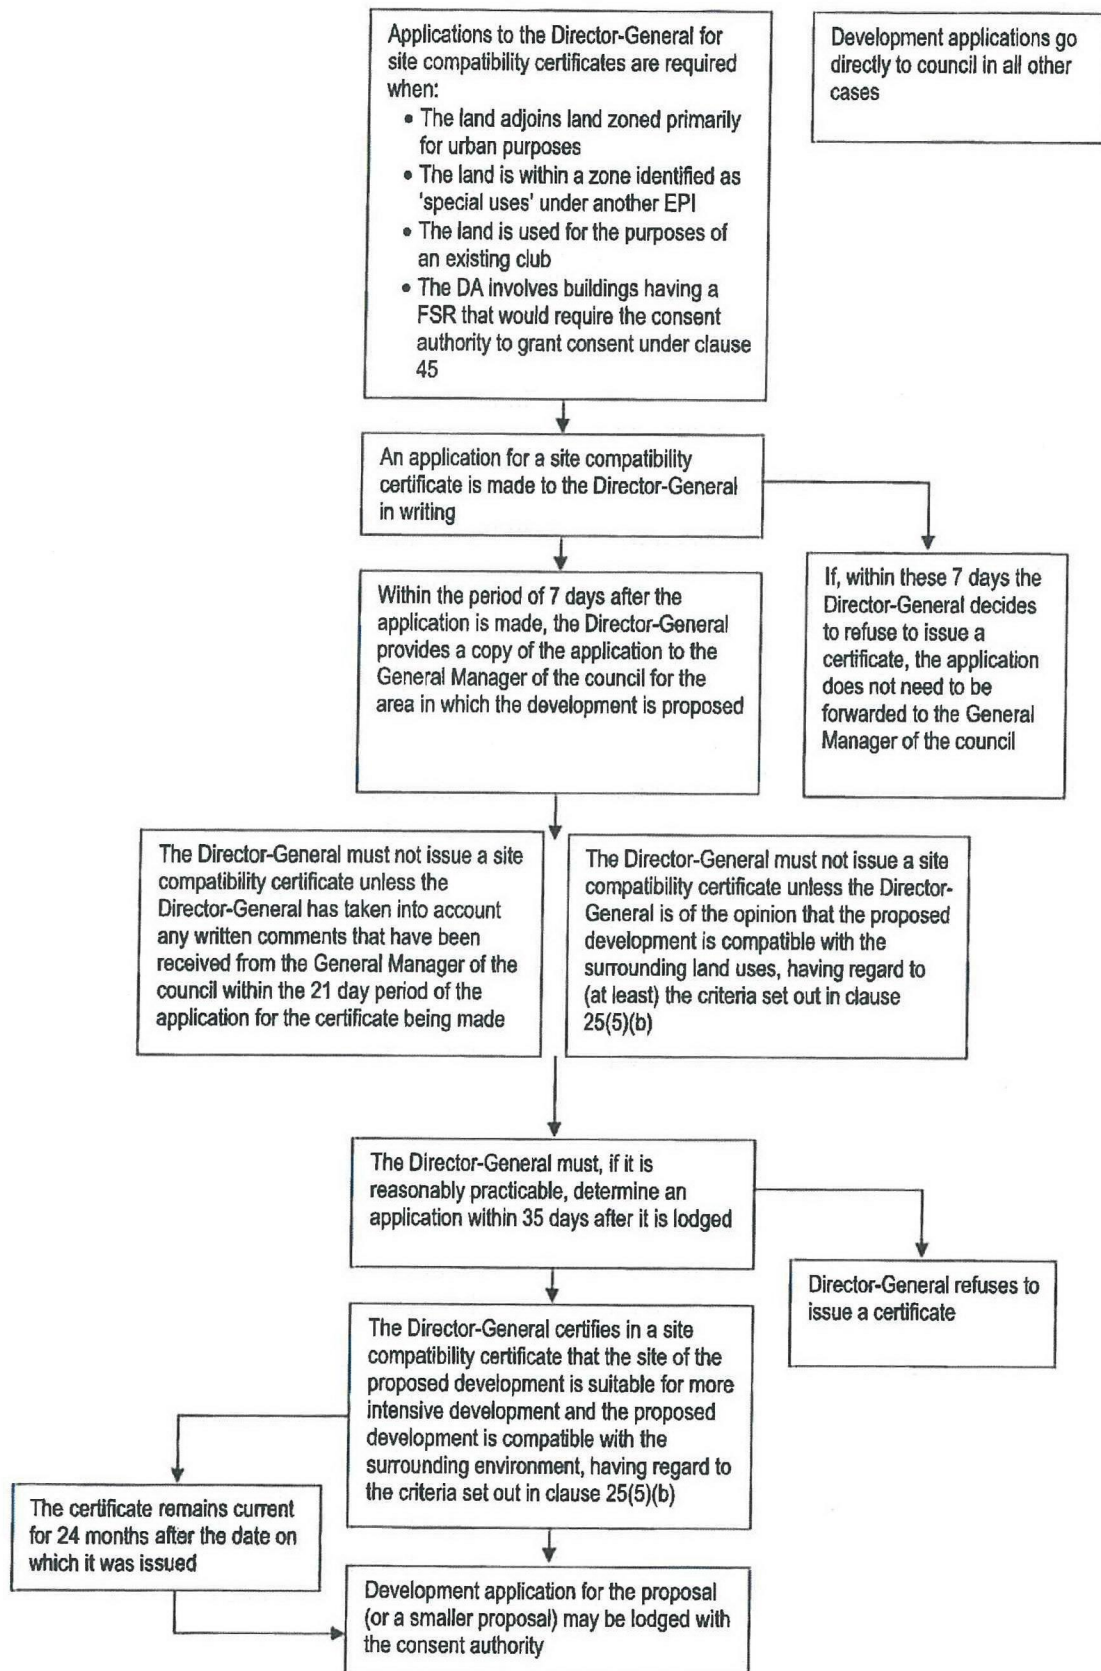 Applications to the Director-General for
site compatibility certificates are required
when:
• The land adjoins land zoned primarily
for urban purposes
• The land is within a zone identified as
'special uses' under another EPI
• The land is used for the purposes of
an existing club
• The DA involves buildings having a
FSR that would require the consent
authority to grant consent under clause
45
Development applications go
directly to council in all other
cases
An application for a site compatibility
certificate is made to the Director-General
in writing
Within the period of 7 days after the
application is made, the Director-General
provides a copy of the application to the
General Manager of the council for the
area in which the development is proposed
If, within these 7 days the
Director-General decides
to refuse to issue a
certificate, the application
does not need to be
forwarded to the General
Manager of the council
The Director-General must not issue a site
compatibility certificate unless the
Director-General has taken into account
any written comments that have been
received from the General Manager of the
council within the 21 day period of the
application for the certificate being made
The Director-General must not issue a site
compatibility certificate unless the Director-
General is of the opinion that the proposed
development is compatible with the
surrounding land uses, having regard to
(at least) the criteria set out in clause
25(5)(b)
The Director-General must, if it is
reasonably practicable, determine an
application within 35 days after it is lodged
Director-General refuses to
issue a certificate
The Director-General certifies in a site
compatibility certificate that the site of the
proposed development is suitable for more
intensive development and the proposed
development is compatible with the
surrounding environment, having regard to
the criteria set out in clause 25(5)(b)
The certificate remains current
for 24 months after the date on
which it was issued
Development application for the proposal
(or a smaller proposal) may be lodged with
the consent authority